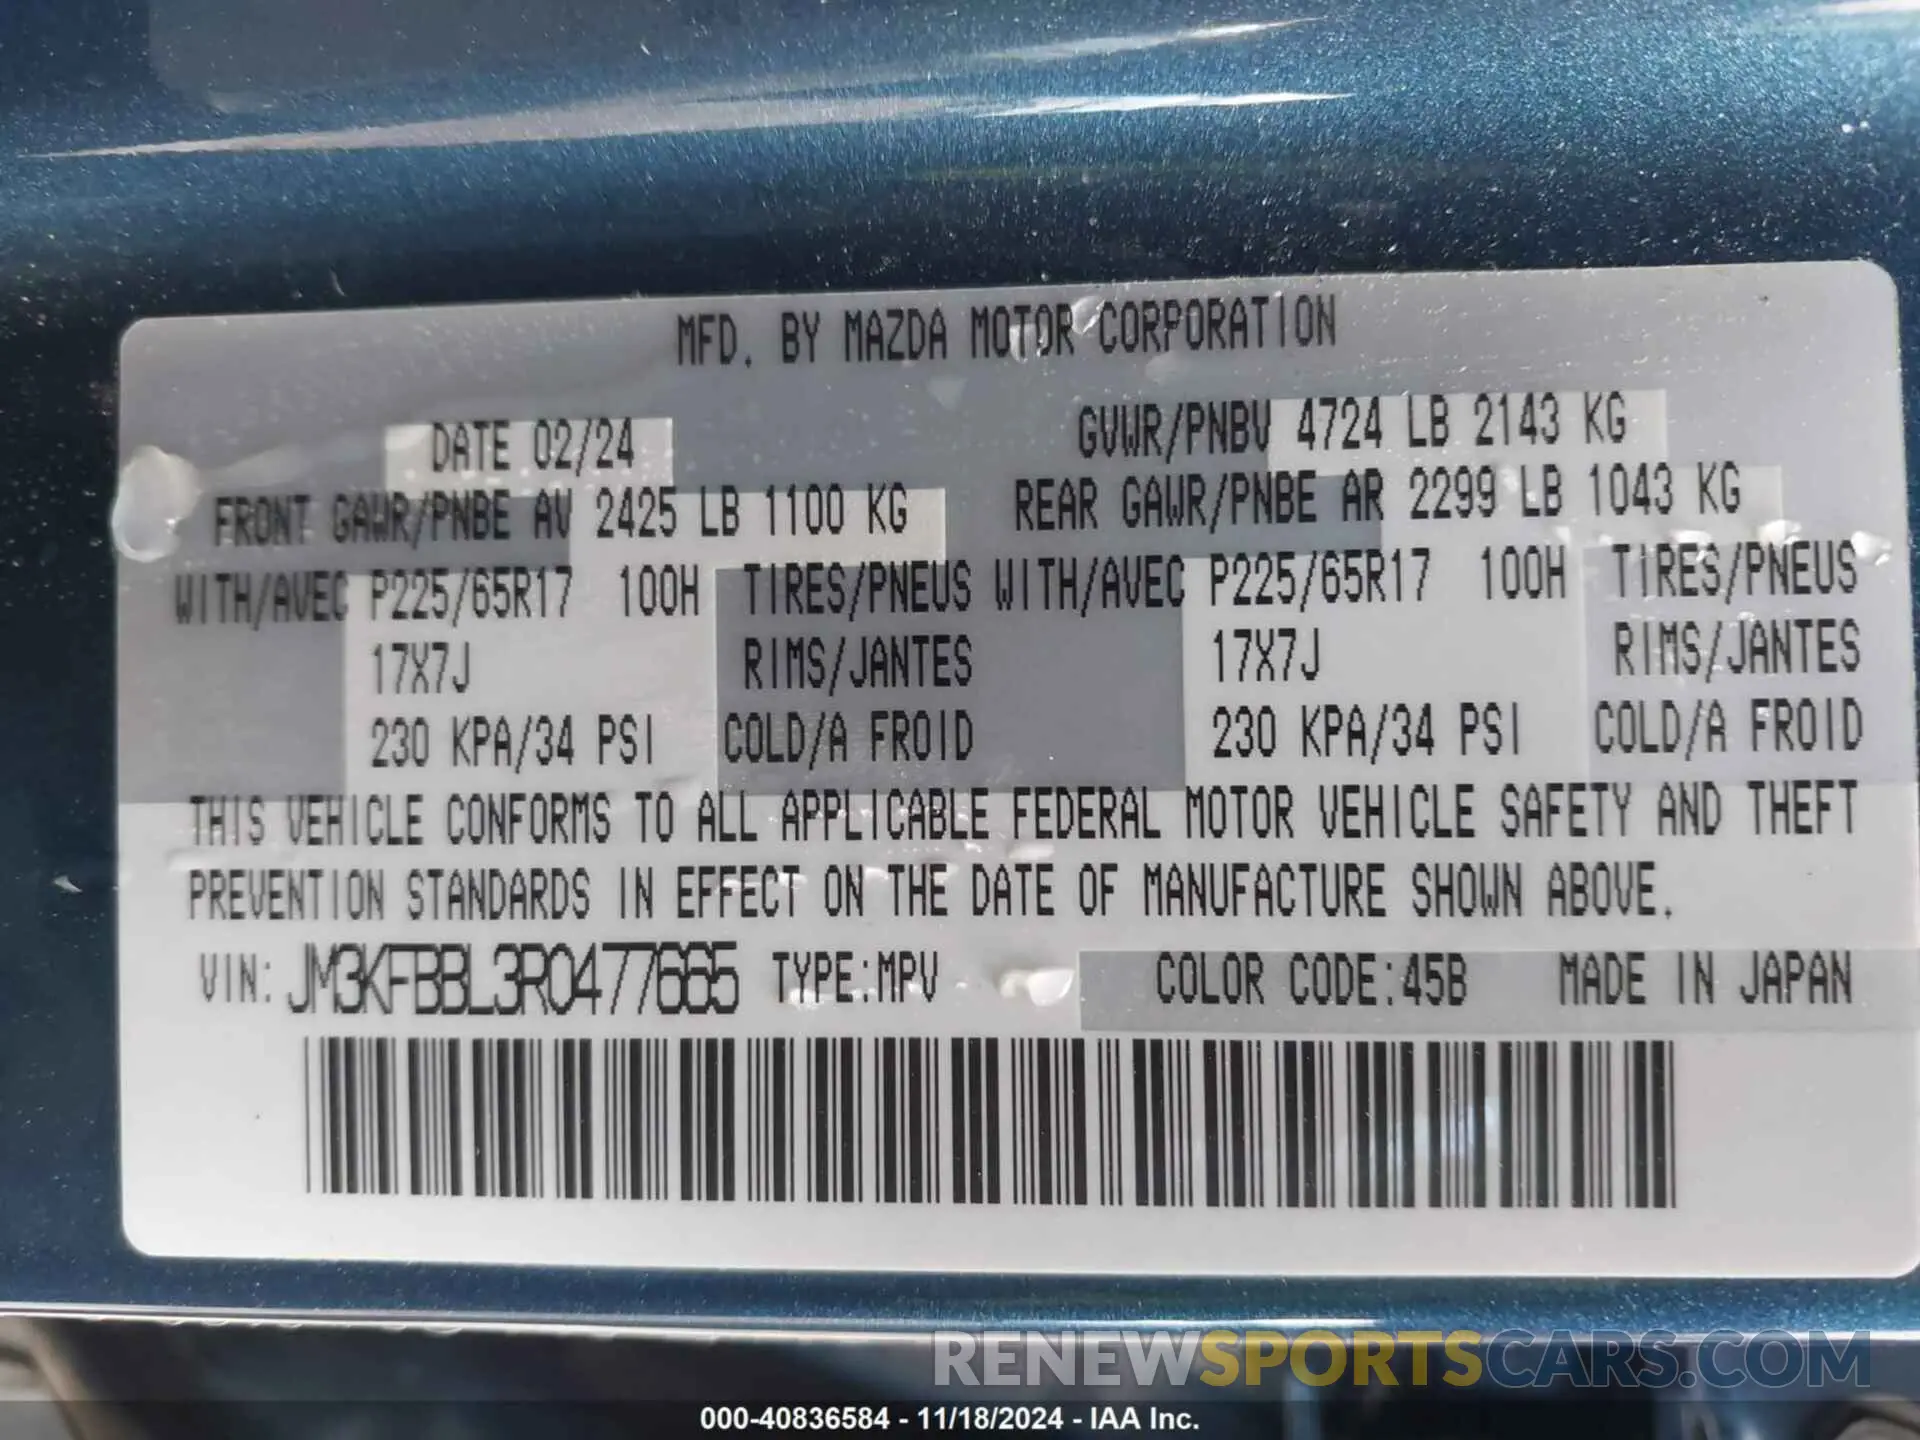 MFD. BY MAZDA MOTOR CORPORATION
DATE 02/24 GVWR/PNBV 4724 LB 2143 KG
FRONT GAWR/PNBE AV 2425 LB 1100 KG REAR GAWR/PNBE AR 2299 LB 1043 KG
WITH/AVEC P225/65R17 100H TIRES/PNEUS WITH/AVEC P225/65R17 100H TIRES/PNEUS
17X7J RIMS/JANTES 17X7J RIMS/JANTES
230 KPA/34 PSI COLD/A FROID 230 KPA/34 PSI COLD/A FROID
THIS VEHICLE CONFORMS TO ALL APPLICABLE FEDERAL MOTOR VEHICLE SAFETY AND THEFT
PREVENTION STANDARDS IN EFFECT ON THE DATE OF MANUFACTURE SHOWN ABOVE.
VIN: JM3KFBBL3R0477665 TYPE:MPV COLOR CODE:45B MADE IN JAPAN
RENEWSPORTSCARS.COM
000-40836584 - 11/18/2024 - IAA Inc.